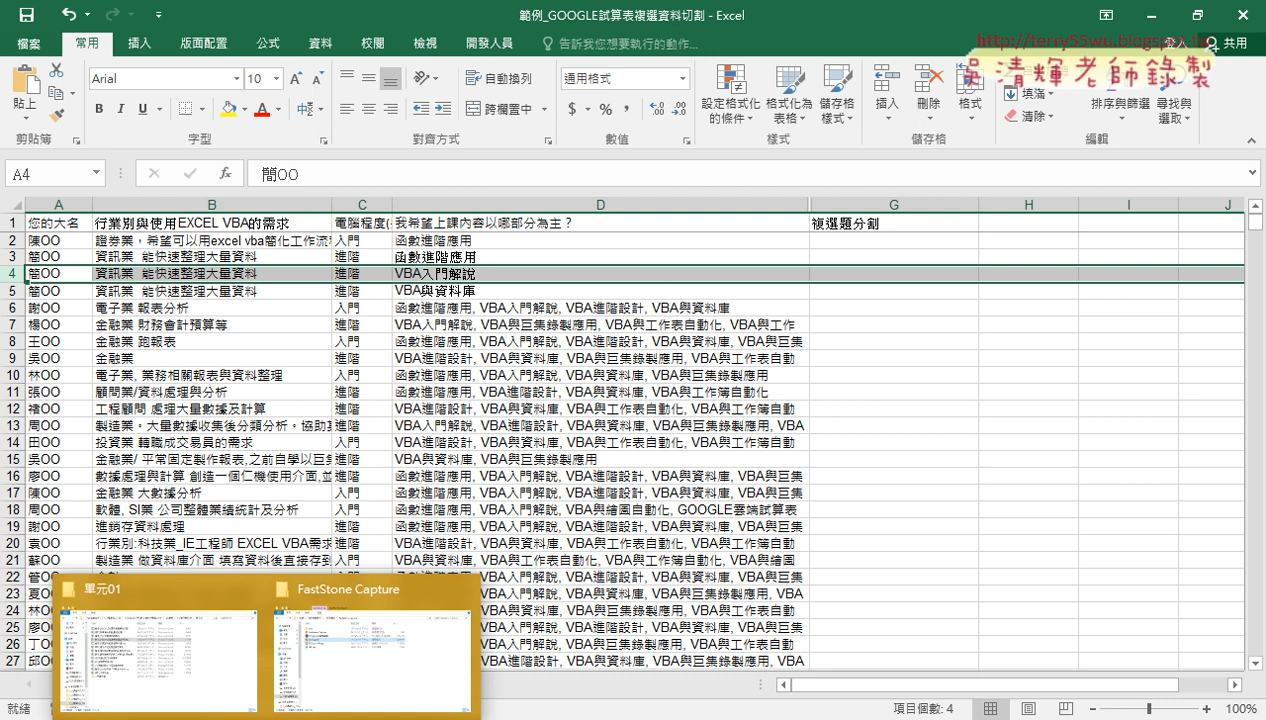 範例_GOOGLE試算表複選資料切割 - Excel
http://terry55wu.blogspot.tw
吳清輝老師錄製
檔案 常用 插入 版面配置 公式 資料 校閱 檢視 開發人員 告訴我您想要執行的動作... 登入 共用
貼上 Arial 10 自動換列 通用格式 設定格式化的條件 格式化為表格 儲存格樣式 插入 刪除 格式 填滿 排序與篩選 尋找與選取
跨欄置中 清除
剪貼簿 字型 對齊方式 數值 樣式 儲存格 編輯
A4 fx 簡OO
A B C D G H I J
1 您的大名 行業別與使用EXCEL VBA的需求 電腦程度( 我希望上課內容以哪部分為主？ 複選題分割
2 陳OO 證券業，希望可以用excel vba簡化工作流程 入門 函數進階應用
3 簡OO 資訊業 能快速整理大量資料 進階 函數進階應用
4 簡OO 資訊業 能快速整理大量資料 進階 VBA入門解說
5 簡OO 資訊業 能快速整理大量資料 進階 VBA與資料庫
6 謝OO 電子業 報表分析 入門 函數進階應用, VBA入門解說, VBA進階設計, VBA與資料庫
7 楊OO 金融業 財務會計預算等 進階 VBA入門解說, VBA與巨集錄製應用, VBA與工作表自動化, VBA與工作
8 王OO 金融業 跑報表 入門 函數進階應用, VBA入門解說, VBA進階設計, VBA與資料庫, VBA與巨集
9 吳OO 金融業 進階 VBA進階設計, VBA與資料庫, VBA與巨集錄製應用, VBA與工作表自動
10 林OO 電子業, 業務相關報表與資料整理 入門 函數進階應用, VBA入門解說, VBA與資料庫, VBA與巨集錄製應用
11 張OO 顧問業/資料處理與分析 進階 函數進階應用, VBA進階設計, VBA與資料庫, VBA與工作簿自動化
12 禇OO 工程顧問 處理大量數據及計算 進階 VBA進階設計, VBA與資料庫, VBA與工作表自動化, VBA與工作簿自動
13 周OO 製造業。大量數據收集後分類分析。協助 進階 VBA入門解說, VBA進階設計, VBA與資料庫, VBA與巨集錄製應用, VBA
14 田OO 投資業 輔職成交易員的需求 入門 VBA進階設計, VBA與資料庫, VBA與工作表自動化, VBA與工作簿自動
15 吳OO 金融業/ 平常固定製作報表,之前自學以巨集 進階 VBA與資料庫, VBA與巨集錄製應用
16 廖OO 數據處理與計算 創造一個仁機使用介面,並 進階 函數進階應用, VBA入門解說, VBA進階設計, VBA與資料庫, VBA與巨集
17 陳OO 金融業 大數據分析 入門 函數進階應用, VBA入門解說, VBA進階設計, VBA與資料庫, VBA與巨集
18 周OO 軟體, SI業 公司整體業績統計及分析 入門 函數進階應用, VBA入門解說, VBA與繪圖自動化, GOOGLE雲端試算表
19 謝OO 進銷存資料處理 進階 函數進階應用, VBA入門解說, VBA進階設計, VBA與資料庫, VBA與巨集
20 袁OO 行業別:科技業_IE工程師 EXCEL VBA需求 進階 函數進階應用, VBA入門解說, VBA與資料庫, VBA與工作簿自動
21 蘇OO 製造業 做資料庫介面 填寫資料後直接存到 入門 VBA與資料庫, VBA與工作表自動化, VBA與工作簿自動化, VBA與繪圖
22 VBA入門解說, VBA進階設計, VBA與資料庫, VBA與巨集
23 夏O VBA進階設計, VBA與資料庫, VBA與巨集錄製應用, VBA
24 林O VBA入門解說, VBA與資料庫, VBA與工作簿自動
25 廖O VBA入門解說, VBA進階設計, VBA與資料庫, VBA與巨集
26 丁O VBA進階設計, VBA與資料庫, VBA與工作簿自動
27 邱O VBA進階設計, VBA與資料庫, VBA與巨集錄製應用, VBA
單元01 FastStone Capture
就緒 項目個數: 4 100%